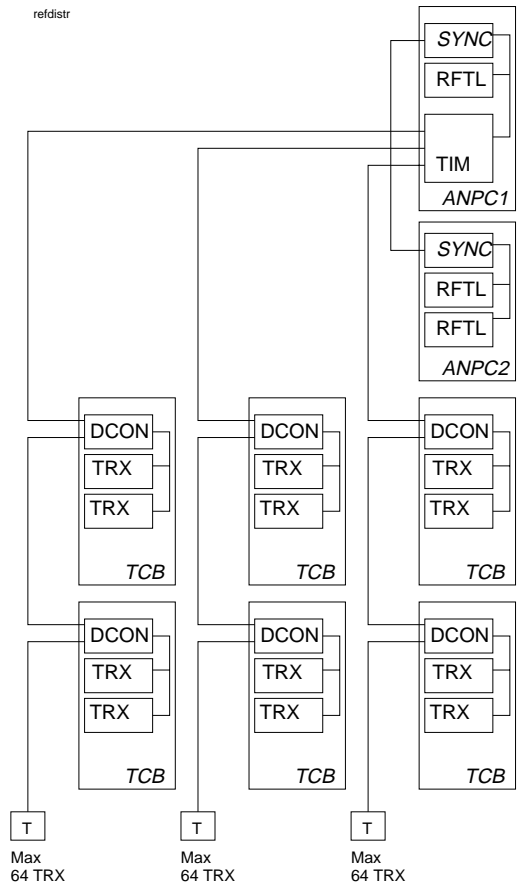 refdistr
SYNC
RFTL
TIM
ANPC1
SYNC
RFTL
RFTL
ANPC2
DCON DCON DCON
TRX TRX TRX
TRX TRX TRX
TCB TCB TCB
DCON DCON DCON
TRX TRX TRX
TRX TRX TRX
TCB TCB TCB
T T T
Max Max Max
64 TRX 64 TRX 64 TRX